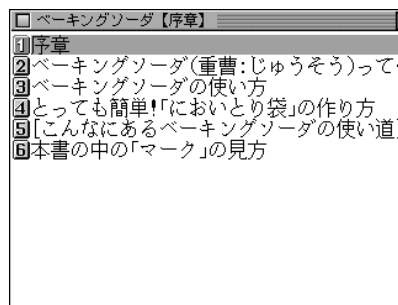 ベーキングソーダ【序章】
1序章
2ベーキングソーダ(重曹:じゅうそう)って
3ベーキングソーダの使い方
4とっても簡単!「においとり袋」の作り方
5[こんなにあるベーキングソーダの使い道]
6本書の中の「マーク」の見方